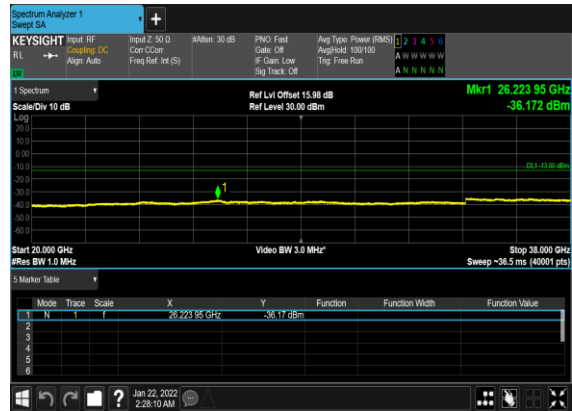 Spectrum Analyzer 1
Swept SA
+
KEYSIGHT Input: RF Input Z: 50 Ω #Atten: 30 dB PNO: Fast Avg Type: Power (RMS) 1 2 3 4 5 6
RL Coupling: DC Corr CCorr Gate: Off Avg|Hold: 100/100 A W W W W W
Align: Auto Freq Ref: Int (S) IF Gain: Low Trig: Free Run
Sig Track: Off A N N N N N
1 Spectrum Ref Lvl Offset 15.98 dB Mkr1 26.223 95 GHz
Scale/Div 10 dB Ref Level 30.00 dBm -36.172 dBm
Log
20.0
10.0
0.00
-10.0 DL1 -13.00 dBm
-20.0
-30.0 1
-40.0
-50.0
-60.0
Start 20.000 GHz Video BW 3.0 MHz* Stop 38.000 GHz
#Res BW 1.0 MHz Sweep ~36.5 ms (40001 pts)
5 Marker Table
Mode Trace Scale X Y Function Function Width Function Value
1 N 1 f 26.223 95 GHz -36.17 dBm
2
3
4
5
6
? Jan 22, 2022
2:28:10 AM